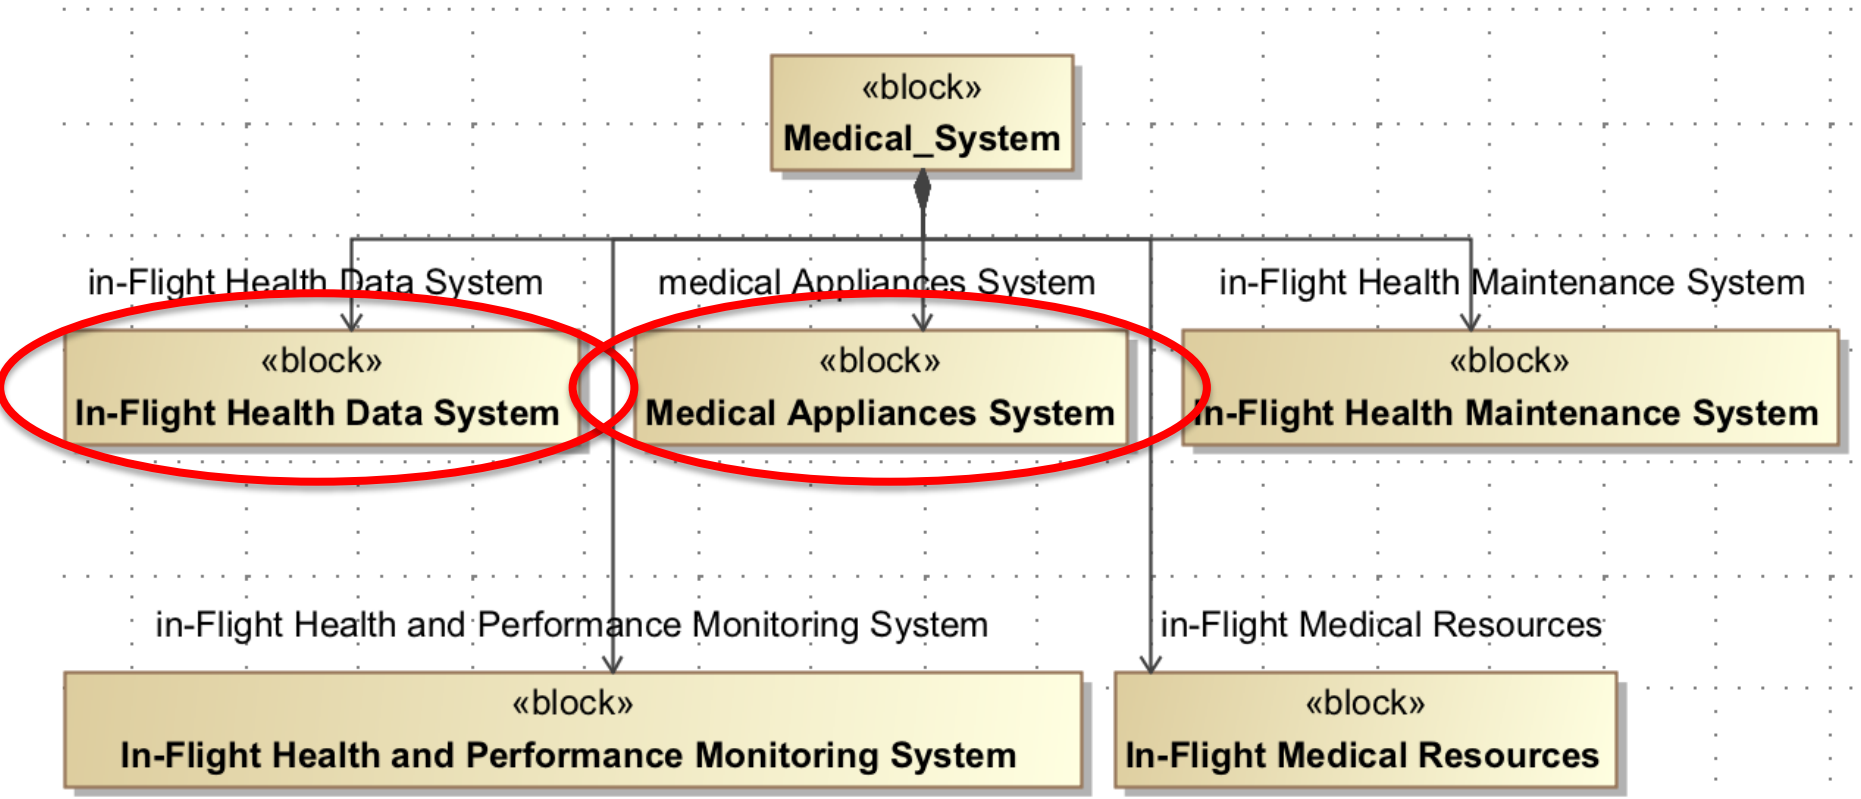 «block»
Medical_System
in-Flight Health Data System
medical Appliances System
in-Flight Health Maintenance System
«block»
In-Flight Health Data System
«block»
Medical Appliances System
«block»
In-Flight Health Maintenance System
in-Flight Health and Performance Monitoring System
in-Flight Medical Resources
«block»
In-Flight Health and Performance Monitoring System
«block»
In-Flight Medical Resources